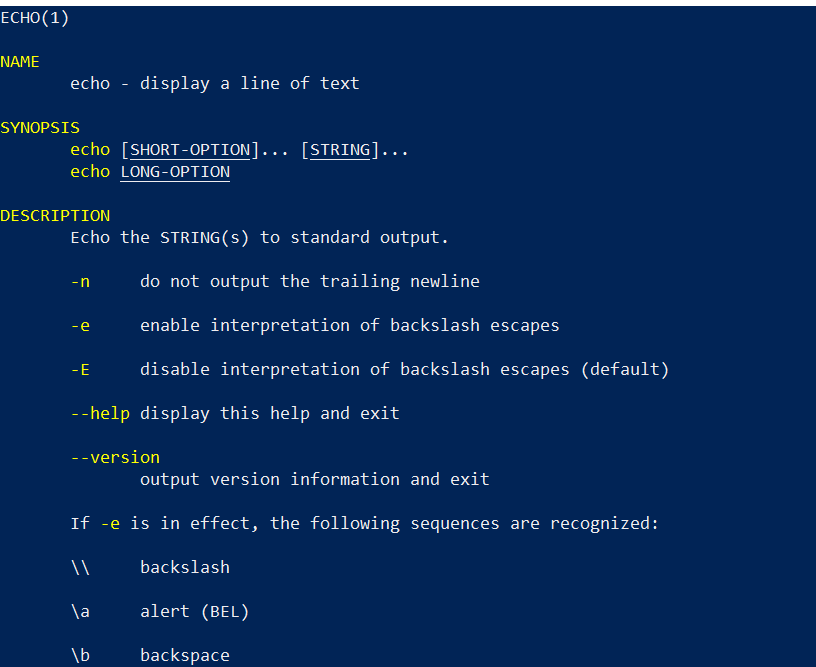 ECHO(1)
NAME
echo - display a line of text
SYNOPSIS
echo [SHORT-OPTION]... [STRING]...
echo LONG-OPTION
DESCRIPTION
Echo the STRING(s) to standard output.
-n do not output the trailing newline
-e enable interpretation of backslash escapes
-E disable interpretation of backslash escapes (default)
--help display this help and exit
--version
output version information and exit
If -e is in effect, the following sequences are recognized:
\\ backslash
\a alert (BEL)
\b backspace